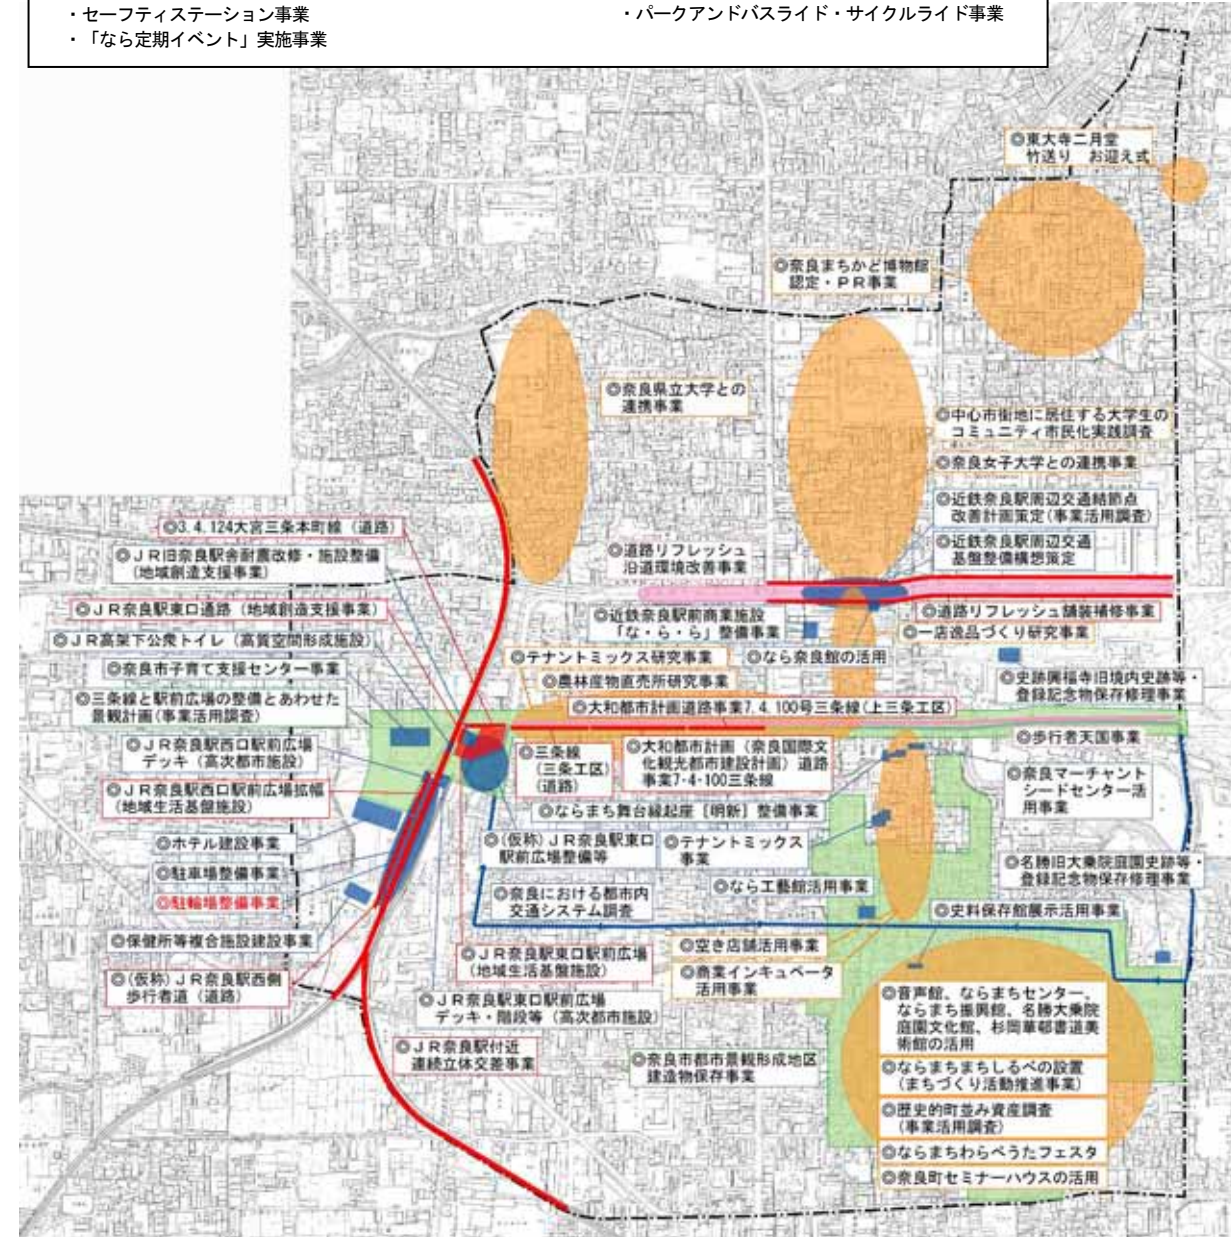 ・セーフティステーション事業
・パークアンドバスライド・サイクルライド事業
・「なら定期イベント」実施事業
◎東大寺二月堂
竹送り お迎え式
◎奈良まちかど博物館
認定・PR事業
◎奈良県立大学との
連携事業
◎中心市街地に居住する大学生の
コミュニティ市民化実践調査
◎奈良女子大学との連携事業
◎近鉄奈良駅周辺交通結節点
改善計画策定(事業活用調査)
◎近鉄奈良駅周辺交通
基盤整備構想策定
◎3.4.124大宮三条本町線（道路）
◎JR旧奈良駅舎耐震改修・施設整備
(地域創造支援事業)
◎道路リフレッシュ
沿道環境改善事業
◎JR奈良駅東口通路（地域創造支援事業）
◎近鉄奈良駅前商業施設
「な・ら・ら」整備事業
◎道路リフレッシュ舗装補修事業
◎一店逸品づくり研究事業
◎JR高架下公衆トイレ（高質空間形成施設）
◎テナントミックス研究事業
◎なら奈良館の活用
◎奈良市子育て支援センター事業
◎農林産物直売所研究事業
◎史跡興福寺旧境内史跡等・
登録記念物保存修理事業
◎三条線と駅前広場の整備とあわせた
景観計画(事業活用調査)
◎大和都市計画道路事業7.4.100号三条線(上三条工区)
◎歩行者天国事業
◎JR奈良駅西口駅前広場
デッキ（高次都市施設）
◎三条線
(三条工区)
(道路)
◎大和都市計画（奈良国際文
化観光都市建設計画）道路
事業7・4・100三条線
◎奈良マーチャント
シードセンター活
用事業
◎JR奈良駅西口駅前広場拡幅
(地域生活基盤施設)
◎ならまち舞台縁起座［明新］整備事業
◎ホテル建設事業
◎(仮称)JR奈良駅東口
駅前広場整備等
◎テナントミックス
事業
◎名勝旧大乗院庭園史跡等・
登録記念物保存修理事業
◎駐車場整備事業
◎駐輪場整備事業
◎奈良における都市内
交通システム調査
◎なら工藝館活用事業
◎史料保存館展示活用事業
◎保健所等複合施設建設事業
◎空き店舗活用事業
◎JR奈良駅東口駅前広場
(地域生活基盤施設)
◎商業インキュベータ
活用事業
◎(仮称)JR奈良駅西側
歩行者道（道路）
◎JR奈良駅東口駅前広場
デッキ・階段等（高次都市施設）
◎音声館、ならまちセンター、
ならまち振興館、名勝大乗院
庭園文化館、杉岡華邨書道美
術館の活用
◎JR奈良駅付近
連続立体交差事業
◎奈良市都市景観形成地区
建造物保存事業
◎ならまちまちしるべの設置
(まちづくり活動推進事業)
◎歴史的町並み資産調査
(事業活用調査)
◎ならまちわらべうたフェスタ
◎奈良町セミナーハウスの活用